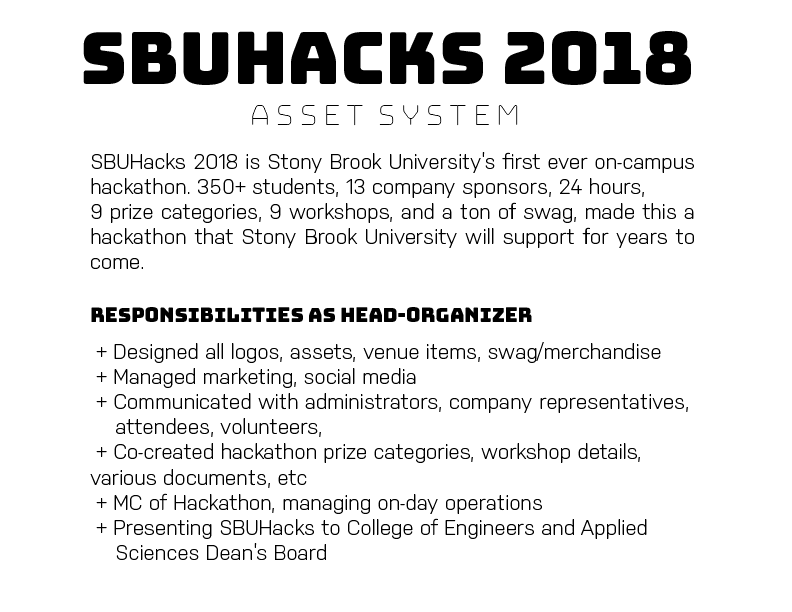 SBUHACKS 2018
ASSET SYSTEM
SBUHacks 2018 is Stony Brook University's first ever on-campus
hackathon. 350+ students, 13 company sponsors, 24 hours,
9 prize categories, 9 workshops, and a ton of swag, made this a
hackathon that Stony Brook University will support for years to
come.
RESPONSIBILITIES AS HEAD-ORGANIZER
+ Designed all logos, assets, venue items, swag/merchandise
+ Managed marketing, social media
+ Communicated with administrators, company representatives,
attendees, volunteers,
+ Co-created hackathon prize categories, workshop details,
various documents, etc
+ MC of Hackathon, managing on-day operations
+ Presenting SBUHacks to College of Engineers and Applied
Sciences Dean's Board